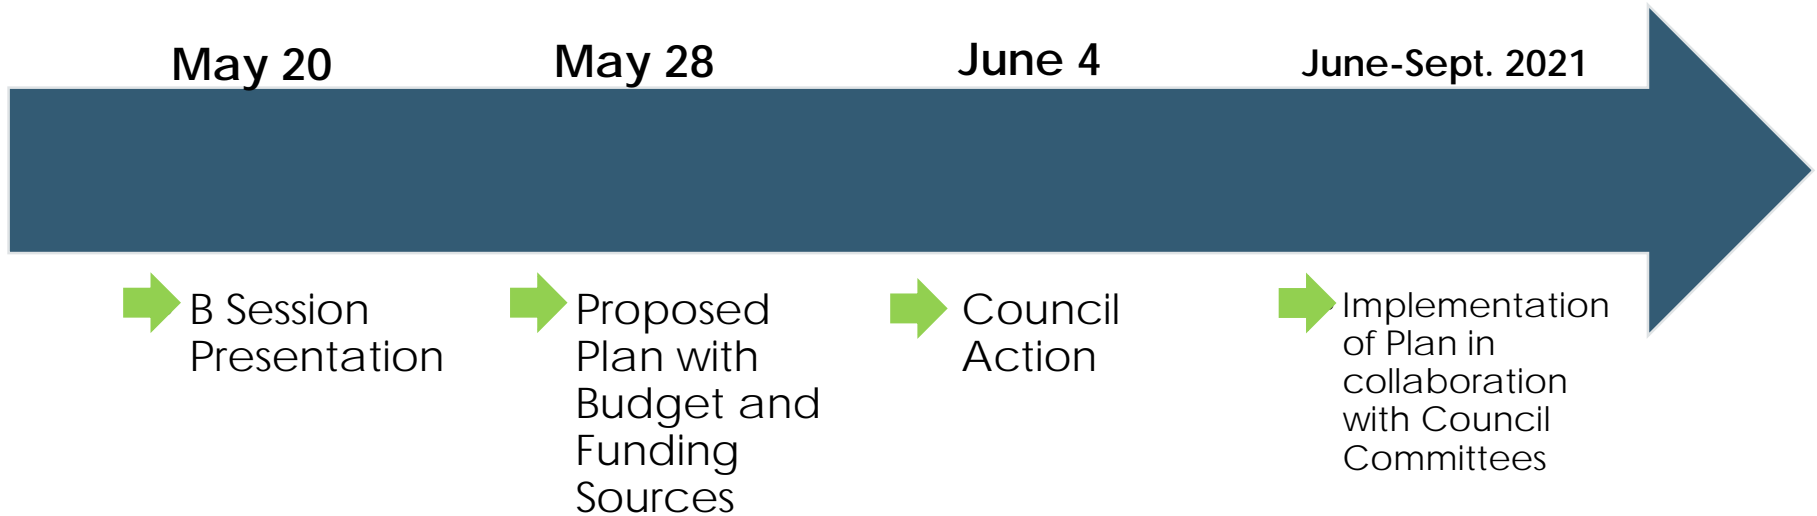 May 20
May 28
June 4
June-Sept. 2021
B Session
Presentation
Proposed
Plan with
Budget and
Funding
Sources
Council
Action
Implementation
of Plan in
collaboration
with Council
Committees